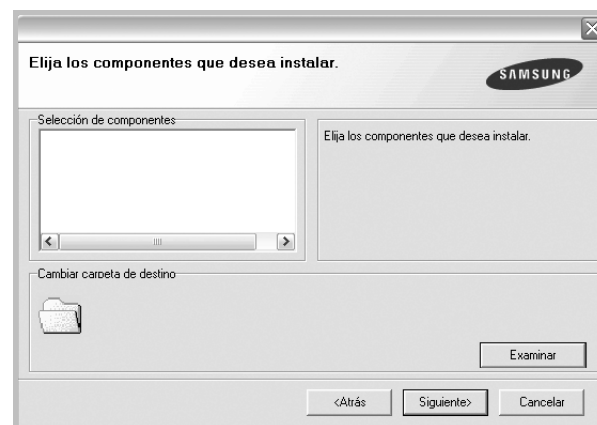 Elija los componentes que desea instalar.
SAMSUNG
Selección de componentes
Elija los componentes que desea instalar.
Cambiar carpeta de destino
Examinar
<Atrás
Siguiente>
Cancelar